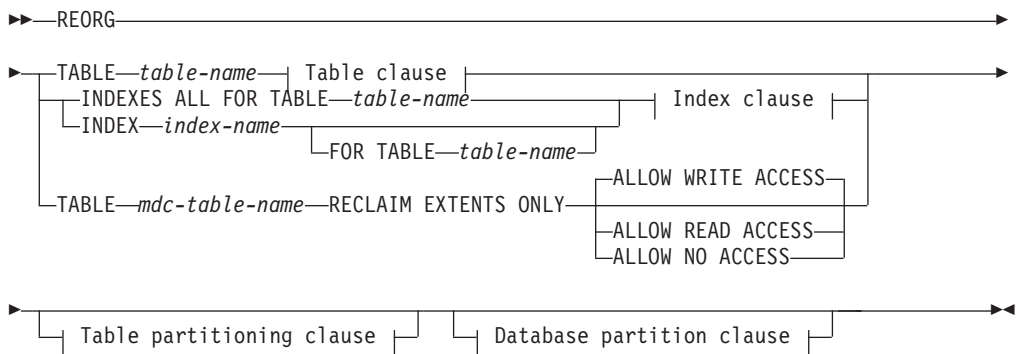 REORG
TABLE table-name Table clause
INDEXES ALL FOR TABLE table-name Index clause
INDEX index-name
FOR TABLE table-name
ALLOW WRITE ACCESS
TABLE mdc-table-name RECLAIM EXTENTS ONLY
ALLOW READ ACCESS
ALLOW NO ACCESS
Table partitioning clause Database partition clause